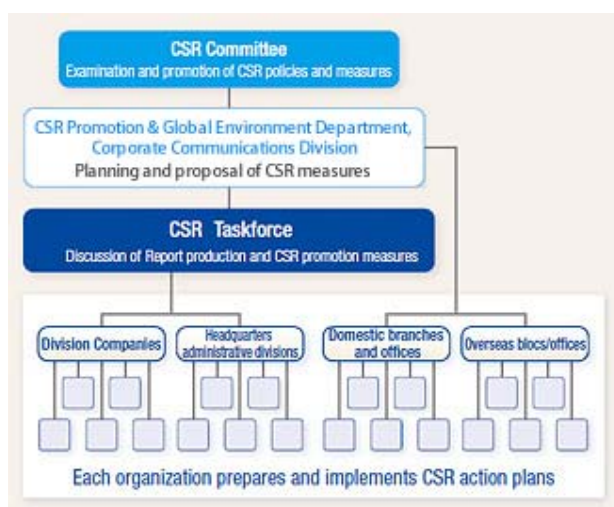 CSR Committee
Examination and promotion of CSR policies and measures
CSR Promotion & Global Environment Department,
Corporate Communications Division
Planning and proposal of CSR measures
CSR Taskforce
Discussion of Report production and CSR promotion measures
Division Companies
Headquarters
administrative divisions
Domestic branches
and offices
Overseas blocs/offices
Each organization prepares and implements CSR action plans